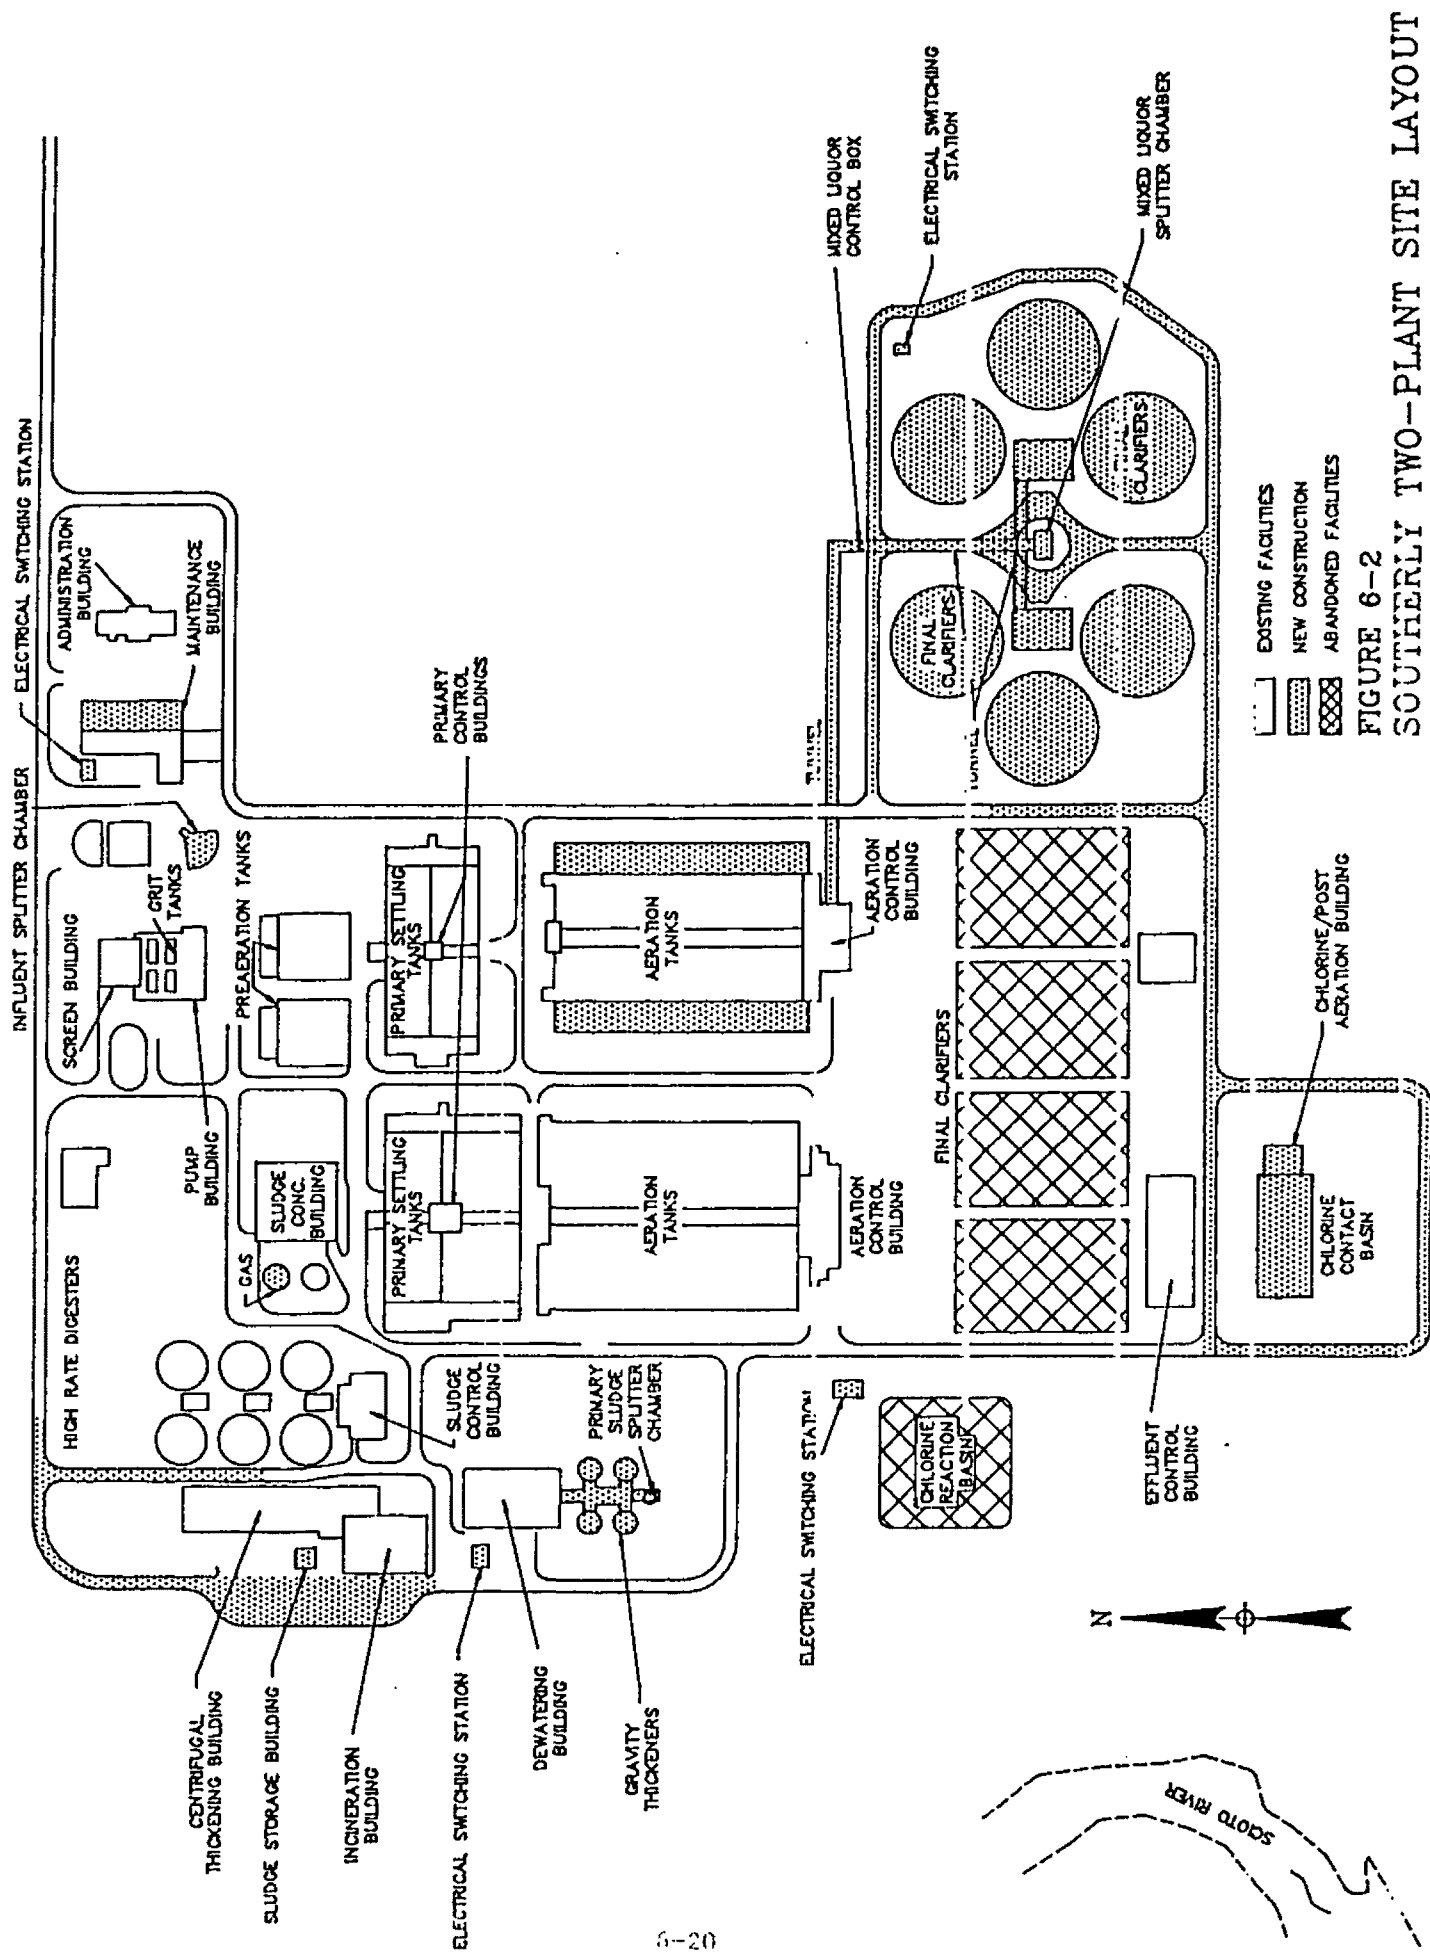 INFLUENT SPLITTER CHAMBER
ELECTRICAL SWITCHING STATION
SCREEN BUILDING
GRIT
TANKS
ADMINISTRATION
BUILDING
MAINTENANCE
BUILDING
HIGH RATE DIGESTERS
PUMP
BUILDING
PREAERATION TANKS
GAS
SLUDGE
CONC.
BUILDING
CENTRIFUGAL
THICKENING BUILDING
SLUDGE STORAGE BUILDING
INCINERATION
BUILDING
SLUDGE
CONTROL
BUILDING
PRIMARY SETTLING
TANKS
PRIMARY SETTLING
TANKS
PRIMARY
CONTROL
BUILDINGS
ELECTRICAL SWITCHING STATION
DEWATERING
BUILDING
GRAVITY
THICKENERS
PRIMARY
SLUDGE
SPLITTER
CHAMBER
AERATION
TANKS
AERATION
TANKS
TUNNEL
MIXED LIQUOR
CONTROL BOX
ELECTRICAL SWITCHING
STATION
ELECTRICAL SWITCHING STATION
AERATION
CONTROL
BUILDING
AERATION
CONTROL
BUILDING
CHLORINE
REACTION
BASIN
FINAL CLARIFIERS
FINAL
CLARIFIERS
TUNNEL
FINAL
CLARIFIERS
MIXED LIQUOR
SPLITTER CHAMBER
EFFLUENT
CONTROL
BUILDING
CHLORINE
CONTACT
BASIN
CHLORINE/POST
AERATION BUILDING
N
SCIOTO RIVER
EXISTING FACILITIES
NEW CONSTRUCTION
ABANDONED FACILITIES
FIGURE 6-2
SOUTHERLY TWO-PLANT SITE LAYOUT
6-20